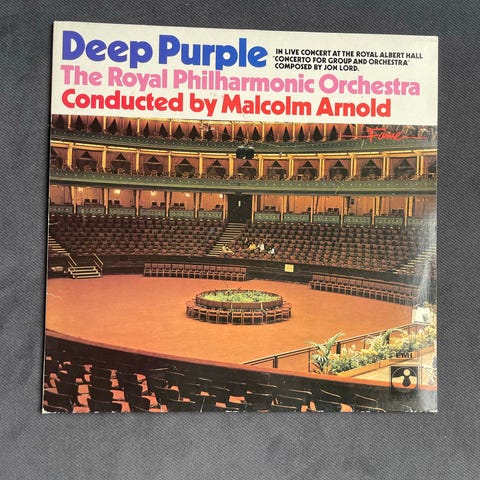 Deep Purple
IN LIVE CONCERT AT THE ROYAL ALBERT HALL
"CONCERTO FOR GROUP AND ORCHESTRA"
COMPOSED BY JON LORD.
The Royal Philharmonic Orchestra
Conducted by Malcolm Arnold
Fame
EMI